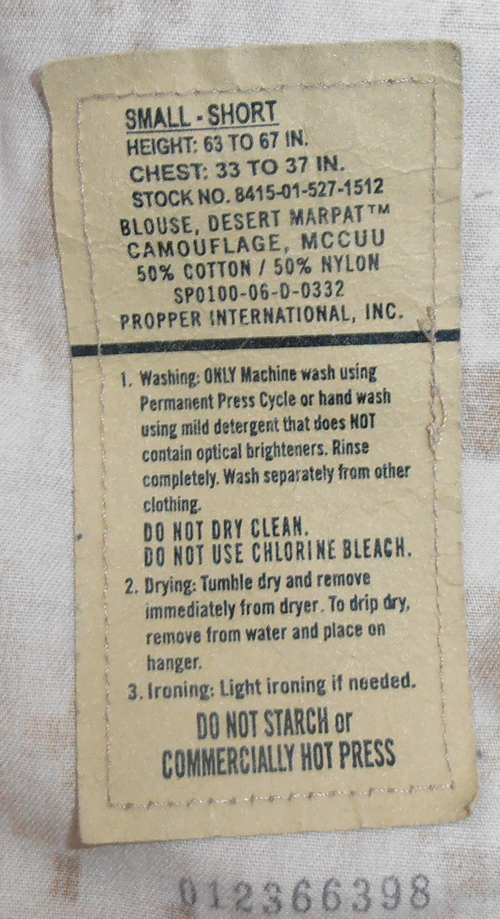 SMALL - SHORT
HEIGHT: 63 TO 67 IN.
CHEST: 33 TO 37 IN.
STOCK NO. 8415-01-527-1512
BLOUSE, DESERT MARPAT™
CAMOUFLAGE, MCCUU
50% COTTON / 50% NYLON
SPO100-06-D-0332
PROPPER INTERNATIONAL, INC.
1. Washing: ONLY Machine wash using
Permanent Press Cycle or hand wash
using mild detergent that does NOT
contain optical brighteners. Rinse
completely. Wash separately from other
clothing.
DO NOT DRY CLEAN.
DO NOT USE CHLORINE BLEACH.
2. Drying: Tumble dry and remove
immediately from dryer. To drip dry,
remove from water and place on
hanger.
3. Ironing: Light ironing if needed.
DO NOT STARCH or
COMMERCIALLY HOT PRESS
012366398